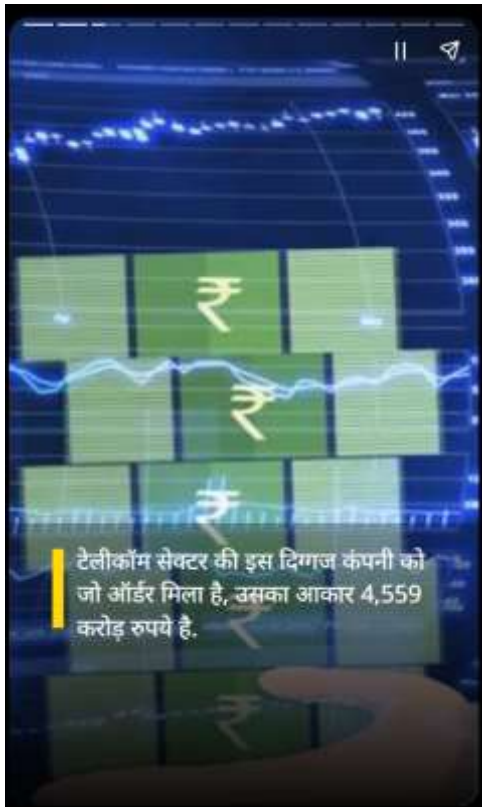 ₹
₹
₹
टेलीकॉम सेक्टर की इस दिग्गज कंपनी को
जो ऑर्डर मिला है, उसका आकार 4,559
करोड़ रुपये है.
₹
₹